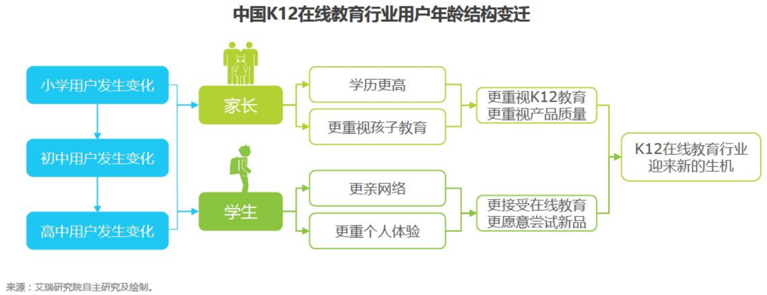 中国K12在线教育行业用户年龄结构变迁
小学用户发生变化
初中用户发生变化
高中用户发生变化
家长
学历更高
更重视孩子教育
更重视K12教育
更重视产品质量
学生
更亲网络
更重个人体验
更接受在线教育
更愿意尝试新品
K12在线教育行业
迎来新的生机
来源：艾瑞研究院自主研究及绘制。